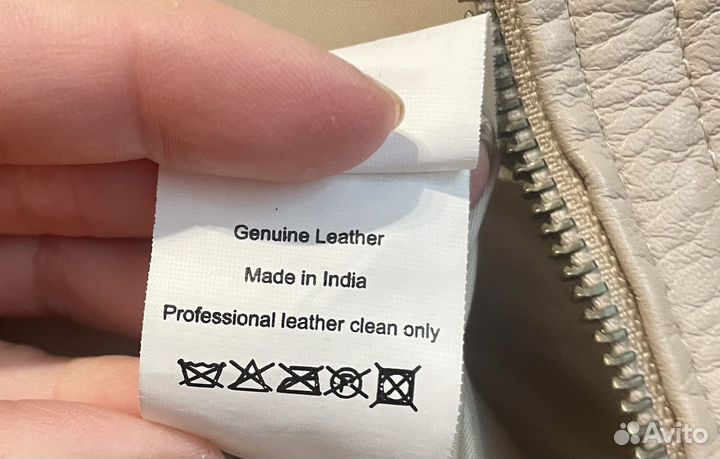 Genuine Leather
Made in India
Professional leather clean only
P
Avito